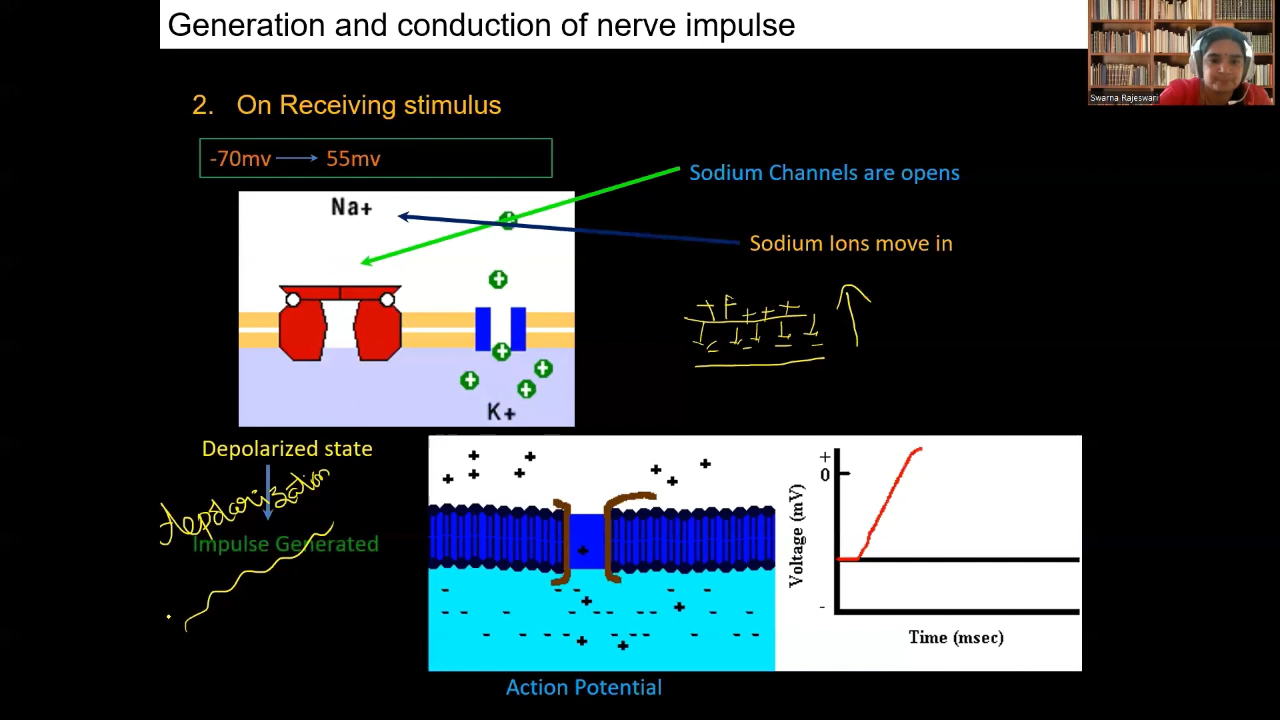 Generation and conduction of nerve impulse
Swarna Rajeswari
2. On Receiving stimulus
-70mv → 55mv
Sodium Channels are opens
Na+
Sodium Ions move in
K+
Depolarized state
depolarization
Impulse Generated
+
0
Voltage (mV)
-
Time (msec)
Action Potential